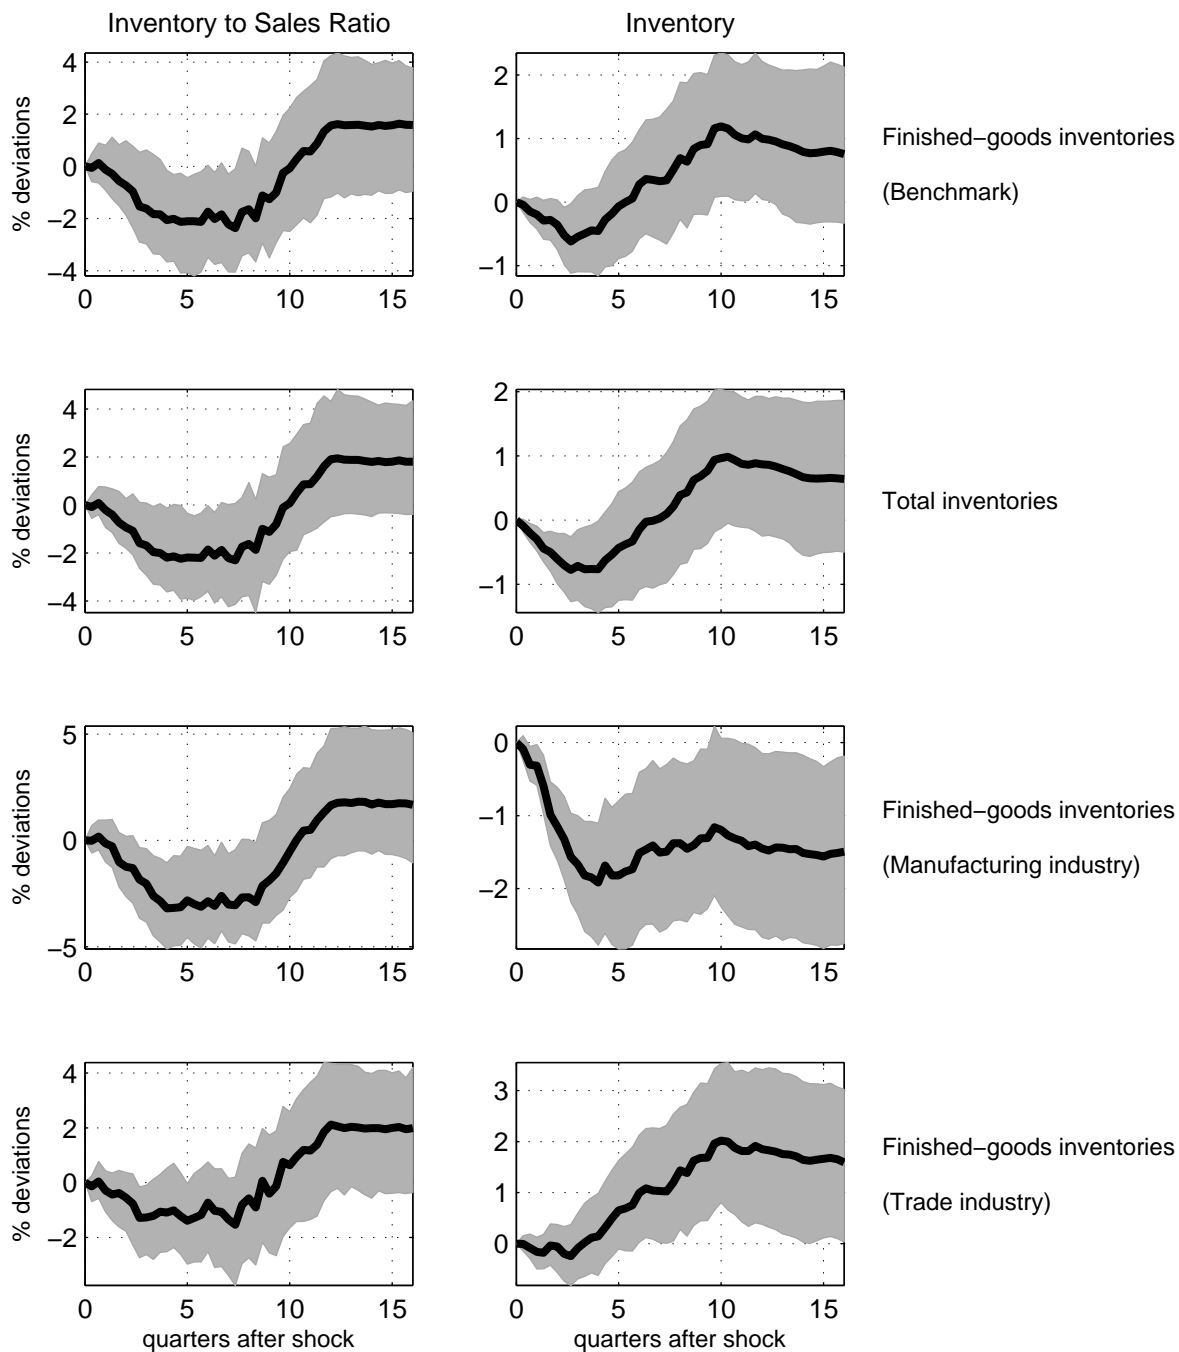 Inventory to Sales Ratio
Inventory
% deviations
4
2
0
−2
−4
0 5 10 15
2
1
0
−1
0 5 10 15
Finished−goods inventories
(Benchmark)
% deviations
4
2
0
−2
−4
0 5 10 15
2
1
0
−1
0 5 10 15
Total inventories
% deviations
5
0
−5
0 5 10 15
0
−1
−2
0 5 10 15
Finished−goods inventories
(Manufacturing industry)
% deviations
4
2
0
−2
0 5 10 15
quarters after shock
3
2
1
0
0 5 10 15
quarters after shock
Finished−goods inventories
(Trade industry)